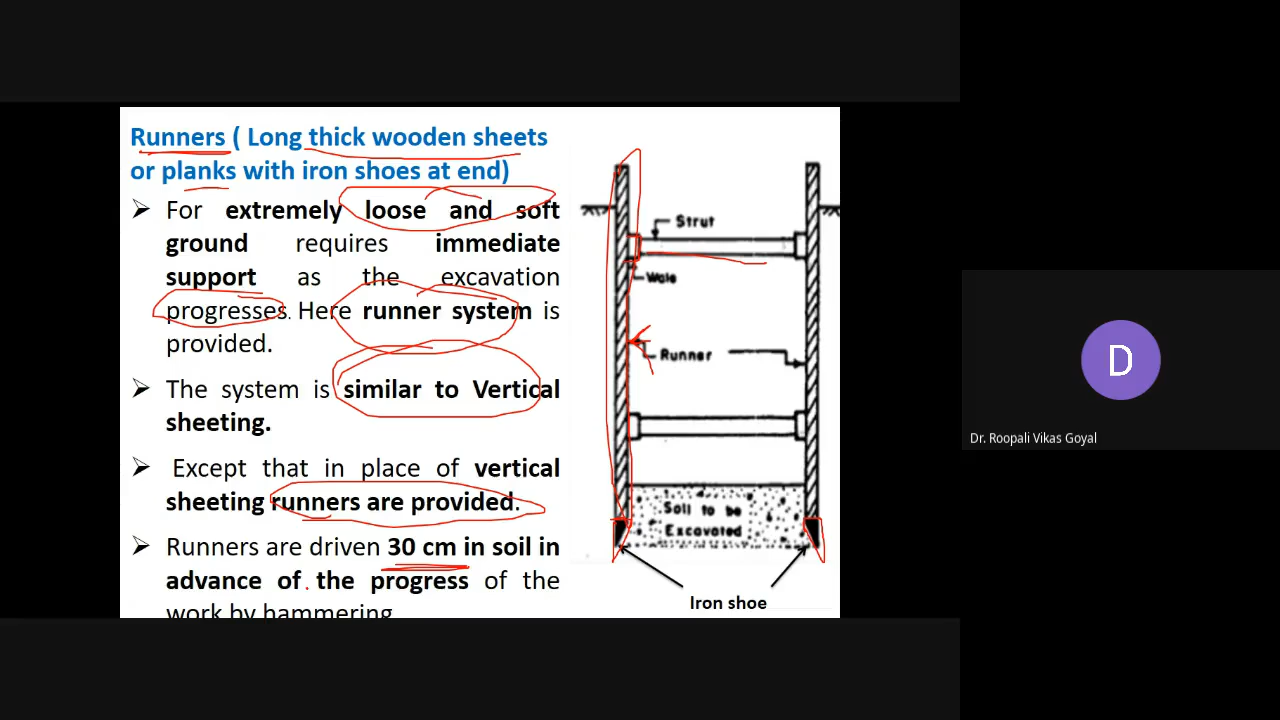 Runners ( Long thick wooden sheets
or planks with iron shoes at end)
➢ For extremely loose and soft
ground requires immediate
support as the excavation
progresses. Here runner system is
provided.
➢ The system is similar to Vertical
sheeting.
➢ Except that in place of vertical
sheeting runners are provided.
➢ Runners are driven 30 cm in soil in
advance of the progress of the
work by hammering
Strut
Wale
Runner
Soil to be
Excavated
Iron shoe
D
Dr. Roopali Vikas Goyal